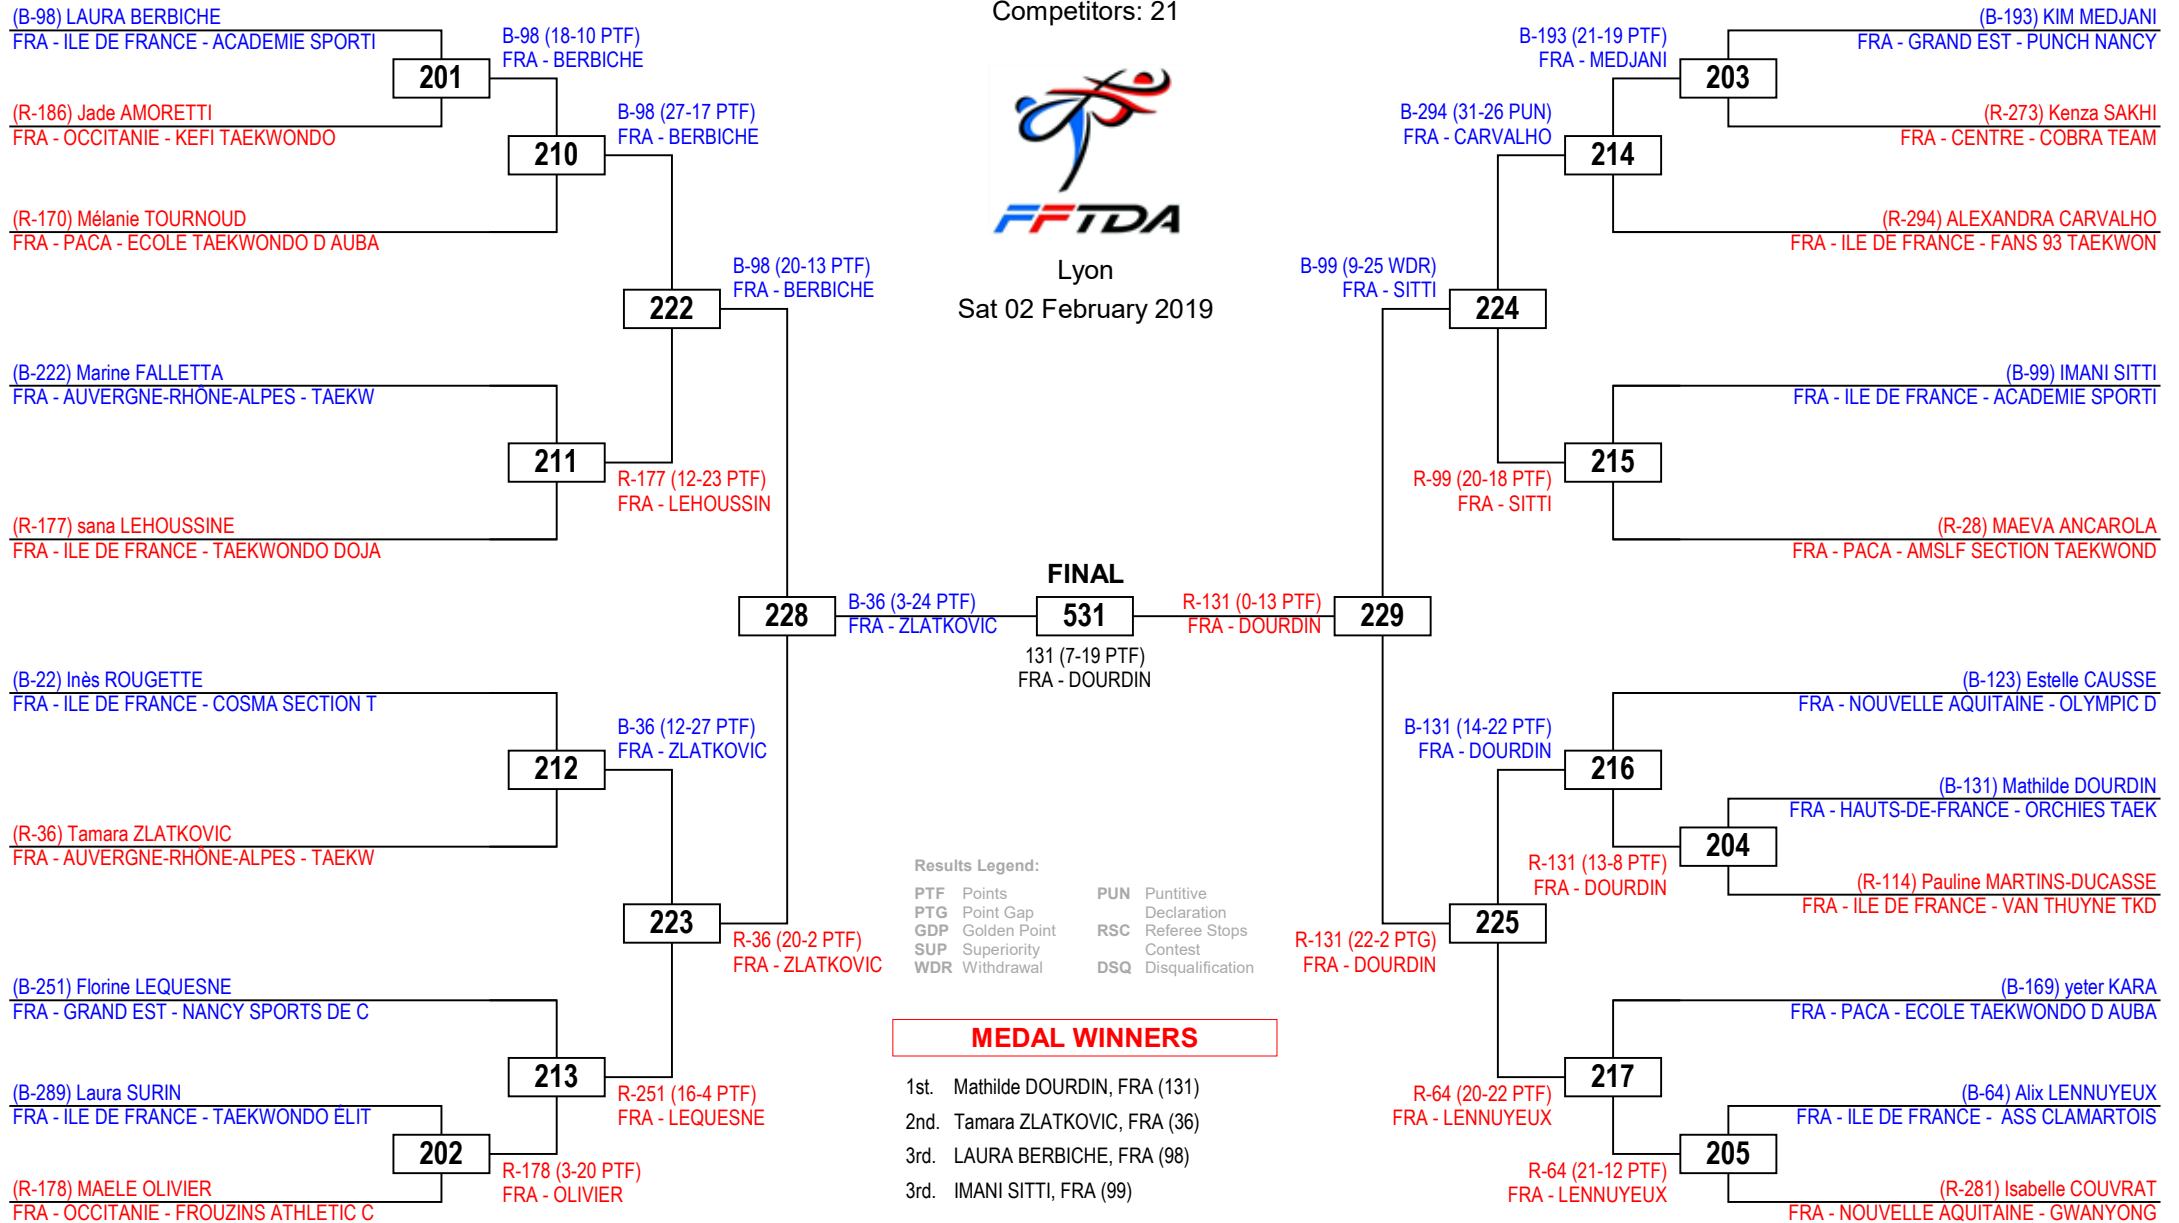 Competitors: 21
FFTDA
Lyon
Sat 02 February 2019
(B-98) LAURA BERBICHE
FRA - ILE DE FRANCE - ACADEMIE SPORTI
201
B-98 (18-10 PTF)
FRA - BERBICHE
(R-186) Jade AMORETTI
FRA - OCCITANIE - KEFI TAEKWONDO
210
B-98 (27-17 PTF)
FRA - BERBICHE
(R-170) Mélanie TOURNOUD
FRA - PACA - ECOLE TAEKWONDO D AUBA
222
B-98 (20-13 PTF)
FRA - BERBICHE
(B-222) Marine FALLETTA
FRA - AUVERGNE-RHÔNE-ALPES - TAEKW
211
R-177 (12-23 PTF)
FRA - LEHOUSSIN
(R-177) sana LEHOUSSINE
FRA - ILE DE FRANCE - TAEKWONDO DOJA
228
B-36 (3-24 PTF)
FRA - ZLATKOVIC
(B-22) Inès ROUGETTE
FRA - ILE DE FRANCE - COSMA SECTION T
212
B-36 (12-27 PTF)
FRA - ZLATKOVIC
(R-36) Tamara ZLATKOVIC
FRA - AUVERGNE-RHÔNE-ALPES - TAEKW
223
R-36 (20-2 PTF)
FRA - ZLATKOVIC
(B-251) Florine LEQUESNE
FRA - GRAND EST - NANCY SPORTS DE C
213
R-251 (16-4 PTF)
FRA - LEQUESNE
(B-289) Laura SURIN
FRA - ILE DE FRANCE - TAEKWONDO ÉLIT
202
R-178 (3-20 PTF)
FRA - OLIVIER
(R-178) MAELE OLIVIER
FRA - OCCITANIE - FROUZINS ATHLETIC C
FINAL
531
131 (7-19 PTF)
FRA - DOURDIN
(B-193) KIM MEDJANI
FRA - GRAND EST - PUNCH NANCY
B-193 (21-19 PTF)
FRA - MEDJANI
203
(R-273) Kenza SAKHI
FRA - CENTRE - COBRA TEAM
B-294 (31-26 PUN)
FRA - CARVALHO
214
(R-294) ALEXANDRA CARVALHO
FRA - ILE DE FRANCE - FANS 93 TAEKWON
B-99 (9-25 WDR)
FRA - SITTI
224
(B-99) IMANI SITTI
FRA - ILE DE FRANCE - ACADEMIE SPORTI
215
R-99 (20-18 PTF)
FRA - SITTI
(R-28) MAEVA ANCAROLA
FRA - PACA - AMSLF SECTION TAEKWOND
R-131 (0-13 PTF)
FRA - DOURDIN
229
(B-123) Estelle CAUSSE
FRA - NOUVELLE AQUITAINE - OLYMPIC D
B-131 (14-22 PTF)
FRA - DOURDIN
216
(B-131) Mathilde DOURDIN
FRA - HAUTS-DE-FRANCE - ORCHIES TAEK
204
R-131 (13-8 PTF)
FRA - DOURDIN
(R-114) Pauline MARTINS-DUCASSE
FRA - ILE DE FRANCE - VAN THUYNE TKD
225
R-131 (22-2 PTG)
FRA - DOURDIN
(B-169) yeter KARA
FRA - PACA - ECOLE TAEKWONDO D AUBA
217
R-64 (20-22 PTF)
FRA - LENNUYEUX
(B-64) Alix LENNUYEUX
FRA - ILE DE FRANCE - ASS CLAMARTOIS
205
R-64 (21-12 PTF)
FRA - LENNUYEUX
(R-281) Isabelle COUVRAT
FRA - NOUVELLE AQUITAINE - GWANYONG
Results Legend:
PTF Points
PTG Point Gap
GDP Golden Point
SUP Superiority
WDR Withdrawal
PUN Puntitive
Declaration
RSC Referee Stops
Contest
DSQ Disqualification
MEDAL WINNERS
1st. Mathilde DOURDIN, FRA (131)
2nd. Tamara ZLATKOVIC, FRA (36)
3rd. LAURA BERBICHE, FRA (98)
3rd. IMANI SITTI, FRA (99)